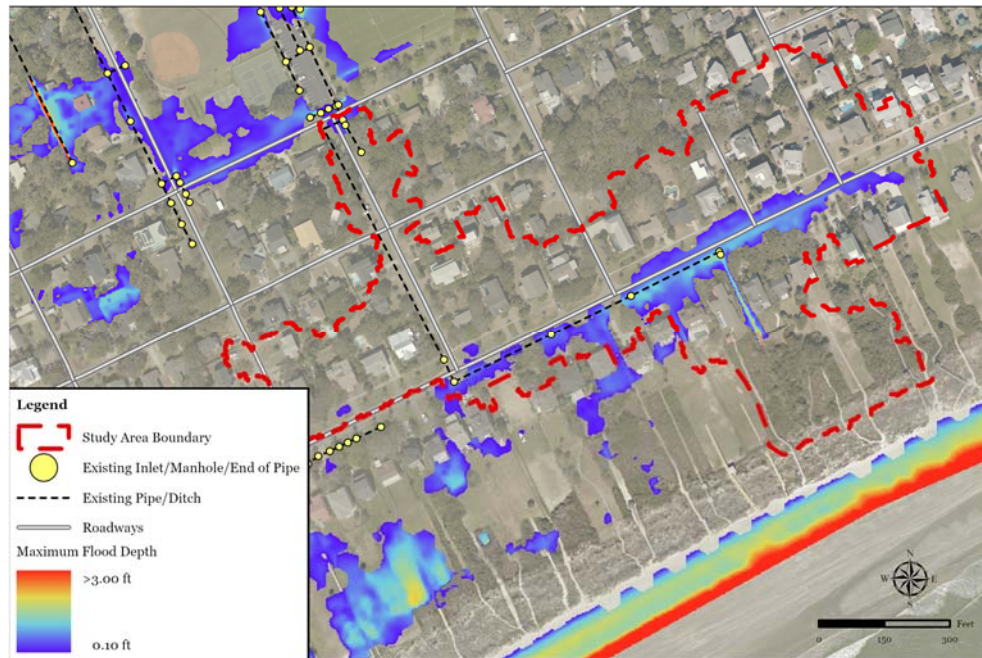 Legend
Study Area Boundary
Existing Inlet/Manhole/End of Pipe
Existing Pipe/Ditch
Roadways
Maximum Flood Depth
>3.00 ft
0.10 ft
N
W E
S
Feet
0 150 300